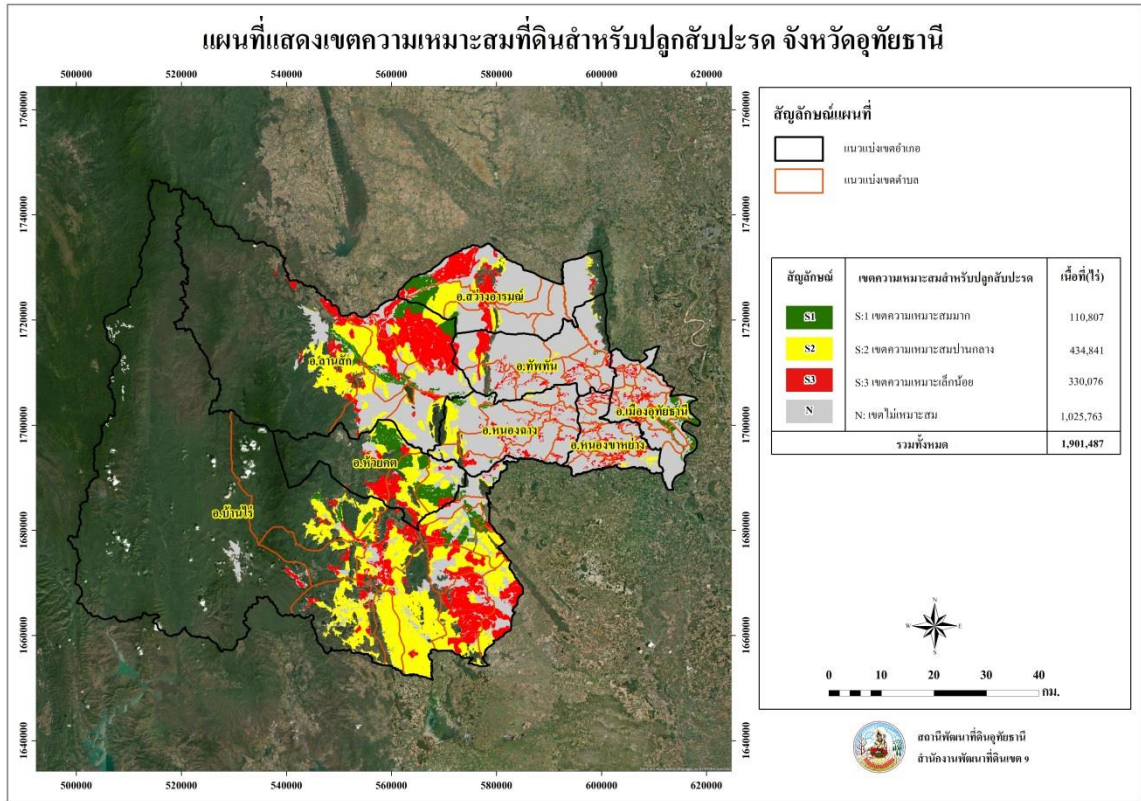 แผนที่แสดงเขตความเหมาะสมที่ดินสำหรับปลูกสับปะรด จังหวัดอุทัยธานี
500000 520000 540000 560000 580000 600000 620000
1760000 1760000
1740000 1740000
1720000 1720000
1700000 1700000
1680000 1680000
1660000 1660000
1640000 1640000
อ.สว่างอารมณ์
อ.ลานสัก
อ.ทัพทัน
อ.เมืองอุทัยธานี
อ.หนองฉาง
อ.หนองขาหย่าง
อ.ห้วยคต
อ.บ้านไร่
500000 520000 540000 560000 580000 600000 620000
สัญลักษณ์แผนที่
แนวแบ่งเขตอำเภอ
แนวแบ่งเขตตำบล
สัญลักษณ์ เขตความเหมาะสมสำหรับปลูกสับปะรด เนื้อที่(ไร่)
S1 S:1 เขตความเหมาะสมมาก 110,807
S2 S:2 เขตความเหมาะสมปานกลาง 434,841
S3 S:3 เขตความเหมาะเล็กน้อย 330,076
N N: เขตไม่เหมาะสม 1,025,763
รวมทั้งหมด 1,901,487
N
W E
S
0 10 20 30 40
กม.
สถานีพัฒนาที่ดินอุทัยธานี
สำนักงานพัฒนาที่ดินเขต 9